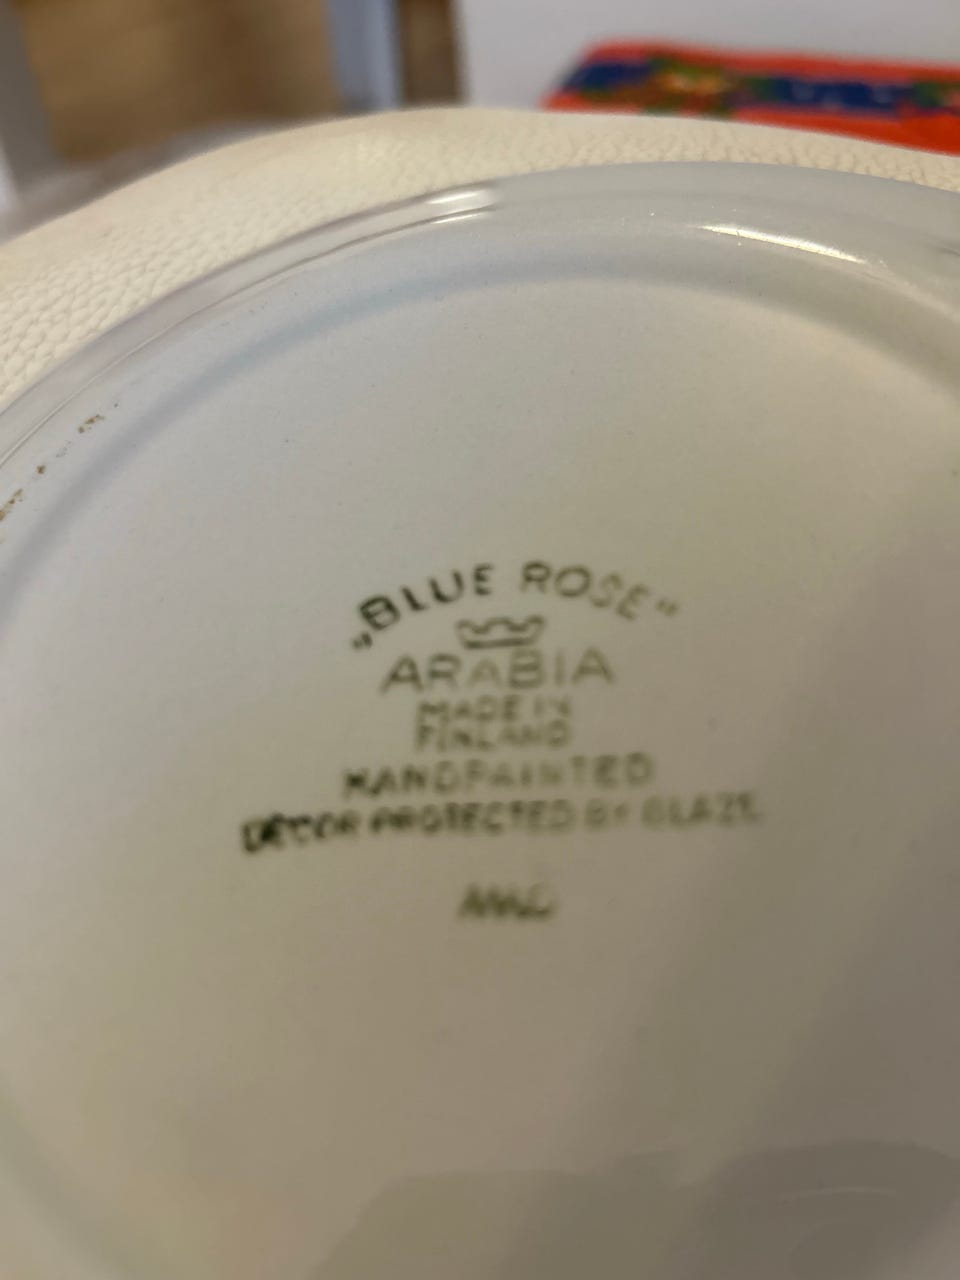 „BLUE ROSE"
ARABIA
MADE IN
FINLAND
HANDPAINTED
DECOR PROTECTED BY GLAZE